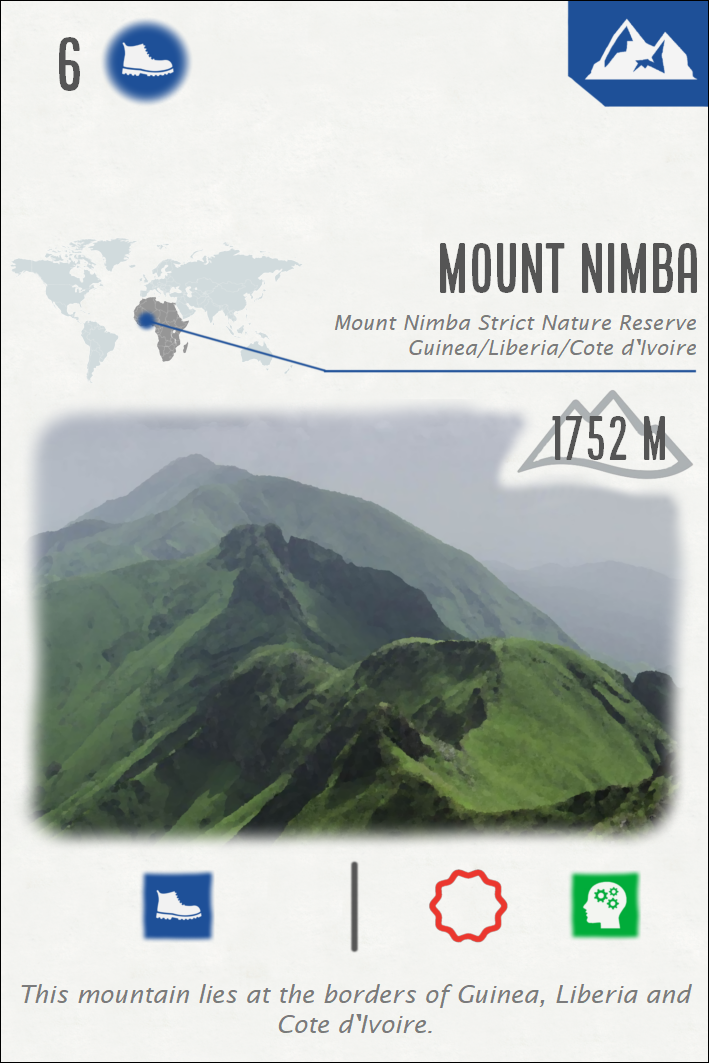 6
MOUNT NIMBA
Mount Nimba Strict Nature Reserve
Guinea/Liberia/Cote d'Ivoire
1752 M
This mountain lies at the borders of Guinea, Liberia and
Cote d'Ivoire.